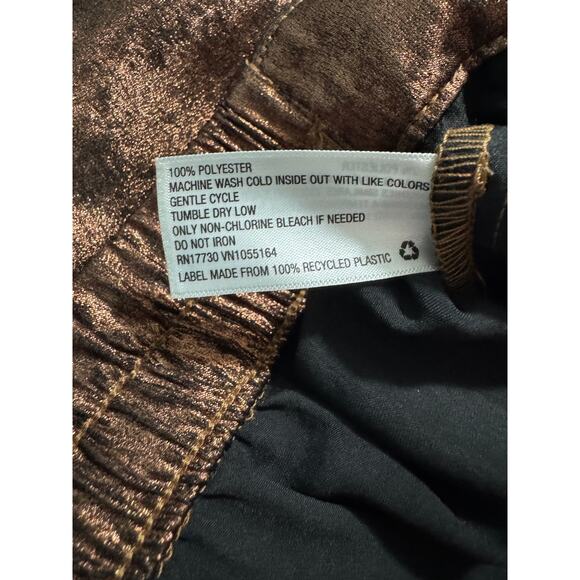 100% POLYESTER
MACHINE WASH COLD INSIDE OUT WITH LIKE COLORS
GENTLE CYCLE
TUMBLE DRY LOW
ONLY NON-CHLORINE BLEACH IF NEEDED
DO NOT IRON
RN17730 VN1055164
LABEL MADE FROM 100% RECYCLED PLASTIC